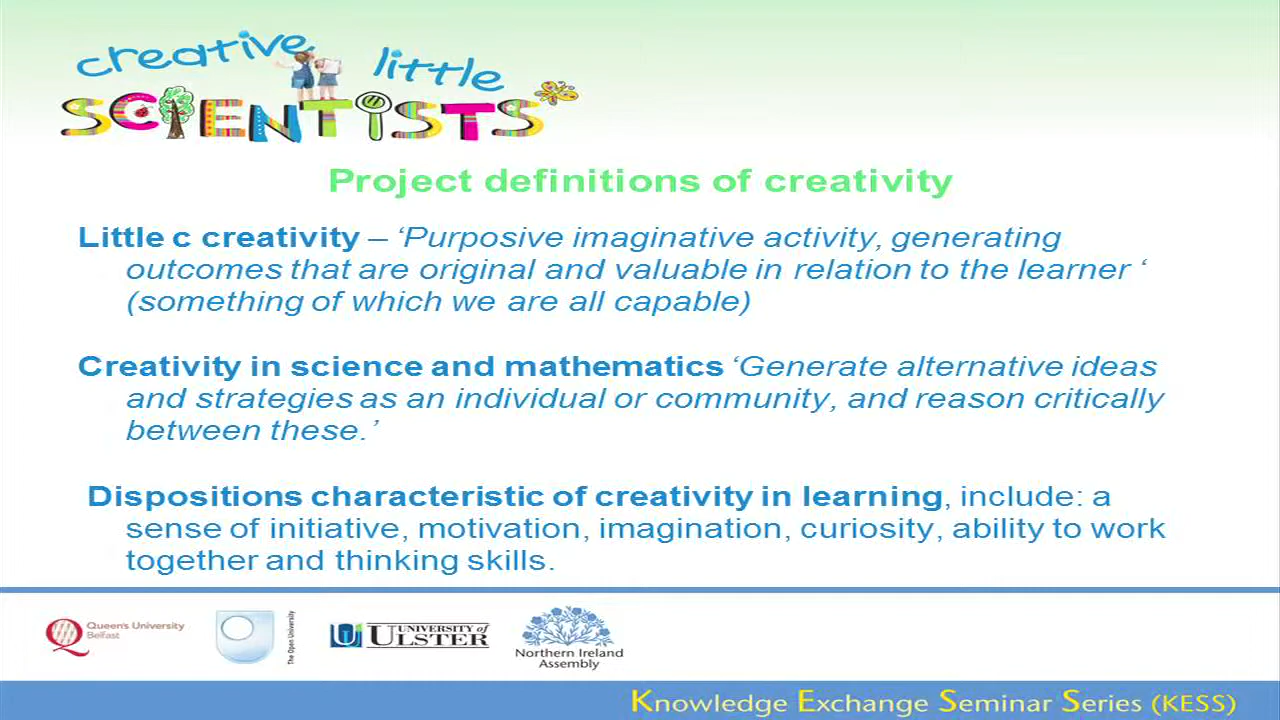 creative little
SCIENTISTS
Project definitions of creativity
Little c creativity – ‘Purposive imaginative activity, generating
outcomes that are original and valuable in relation to the learner ‘
(something of which we are all capable)
Creativity in science and mathematics ‘Generate alternative ideas
and strategies as an individual or community, and reason critically
between these.’
Dispositions characteristic of creativity in learning, include: a
sense of initiative, motivation, imagination, curiosity, ability to work
together and thinking skills.
Queen's University
Belfast
The Open University
UNIVERSITY OF
ULSTER
Northern Ireland
Assembly
Knowledge Exchange Seminar Series (KESS)